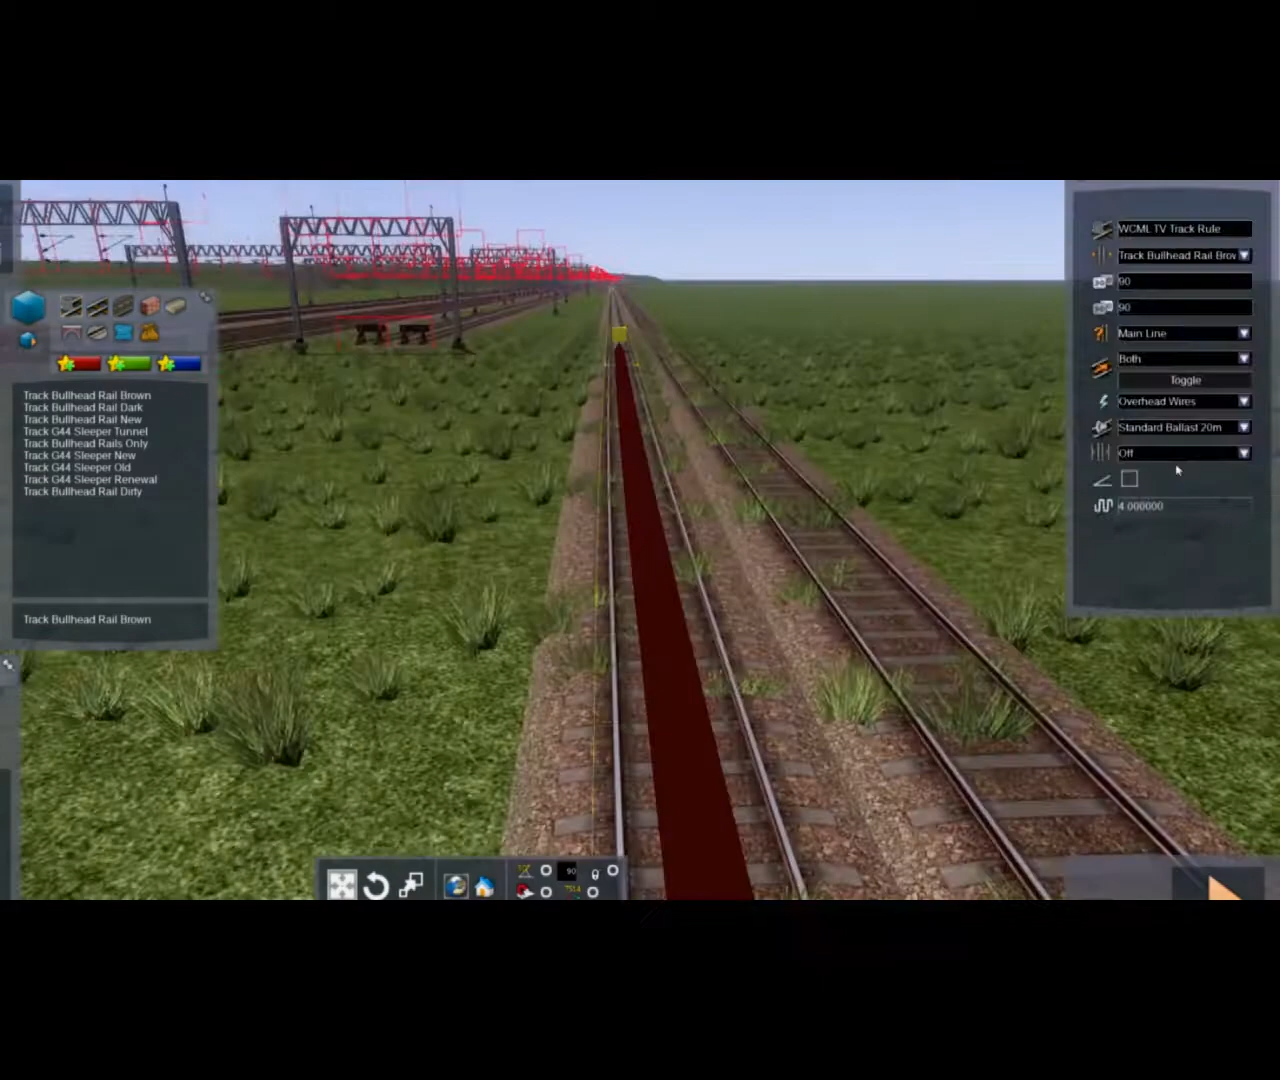 Track Bullhead Rail Brown
Track Bullhead Rail Dark
Track Bullhead Rail New
Track G44 Sleeper Tunnel
Track Bullhead Rails Only
Track G44 Sleeper New
Track G44 Sleeper Old
Track G44 Sleeper Renewal
Track Bullhead Rail Dirty
Track Bullhead Rail Brown
WCML TV Track Rule
Track Bullhead Rail Brov
90
90
Main Line
Both
Toggle
Overhead Wires
Standard Ballast 20m
Off
4.000000
90